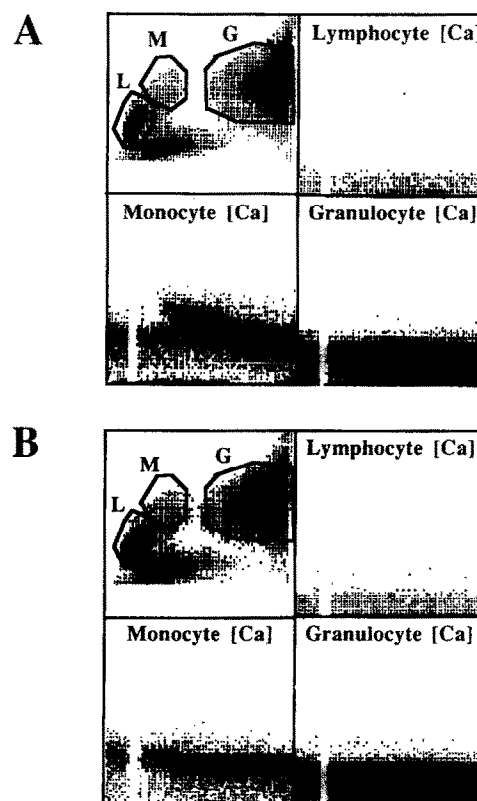 A
L
M
G
Lymphocyte [Ca]
Monocyte [Ca]
Granulocyte [Ca]
B
L
M
G
Lymphocyte [Ca]
Monocyte [Ca]
Granulocyte [Ca]